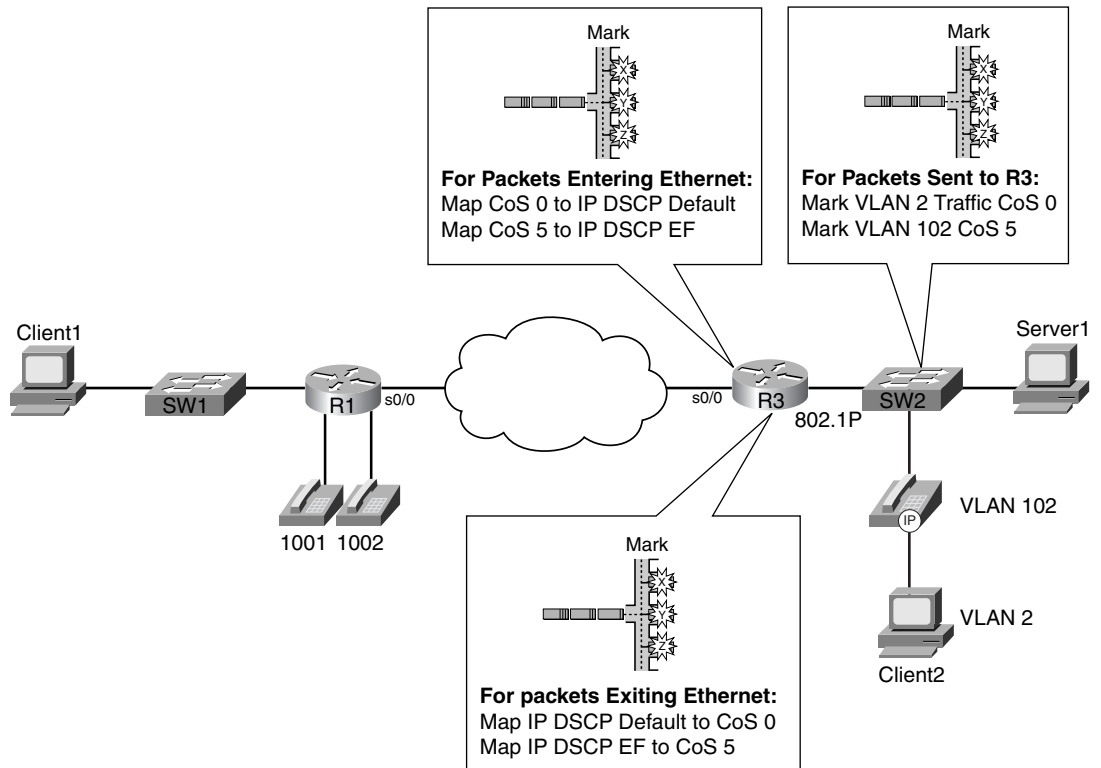 Mark
X
Y
Z
For Packets Entering Ethernet:
Map CoS 0 to IP DSCP Default
Map CoS 5 to IP DSCP EF
Mark
X
Y
Z
For Packets Sent to R3:
Mark VLAN 2 Traffic CoS 0
Mark VLAN 102 CoS 5
Client1
SW1
R1
s0/0
1001
1002
s0/0
R3
802.1P
SW2
Server1
IP
VLAN 102
VLAN 2
Client2
Mark
X
Y
Z
For packets Exiting Ethernet:
Map IP DSCP Default to CoS 0
Map IP DSCP EF to CoS 5